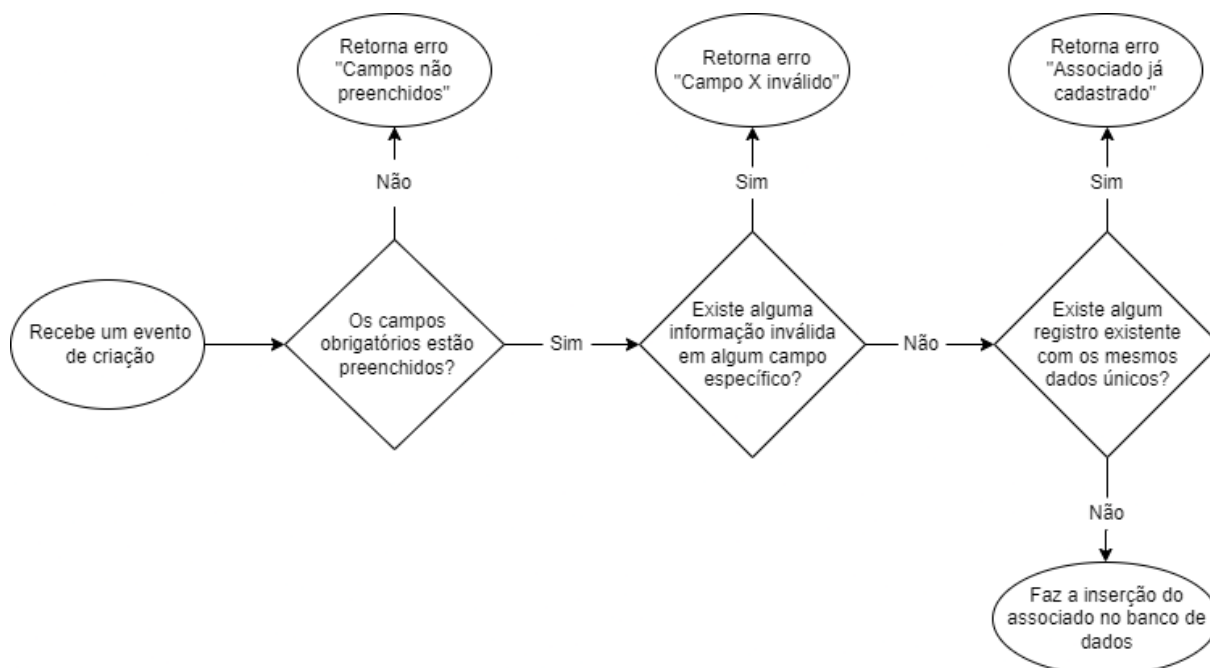 Retorna erro
"Campos não
preenchidos"
Retorna erro
"Campo X inválido"
Retorna erro
"Associado já
cadastrado"
Não
Sim
Sim
Recebe um evento
de criação
Os campos
obrigatórios estão
preenchidos?
Sim
Existe alguma
informação inválida
em algum campo
específico?
Não
Existe algum
registro existente
com os mesmos
dados únicos?
Não
Faz a inserção do
associado no banco de
dados